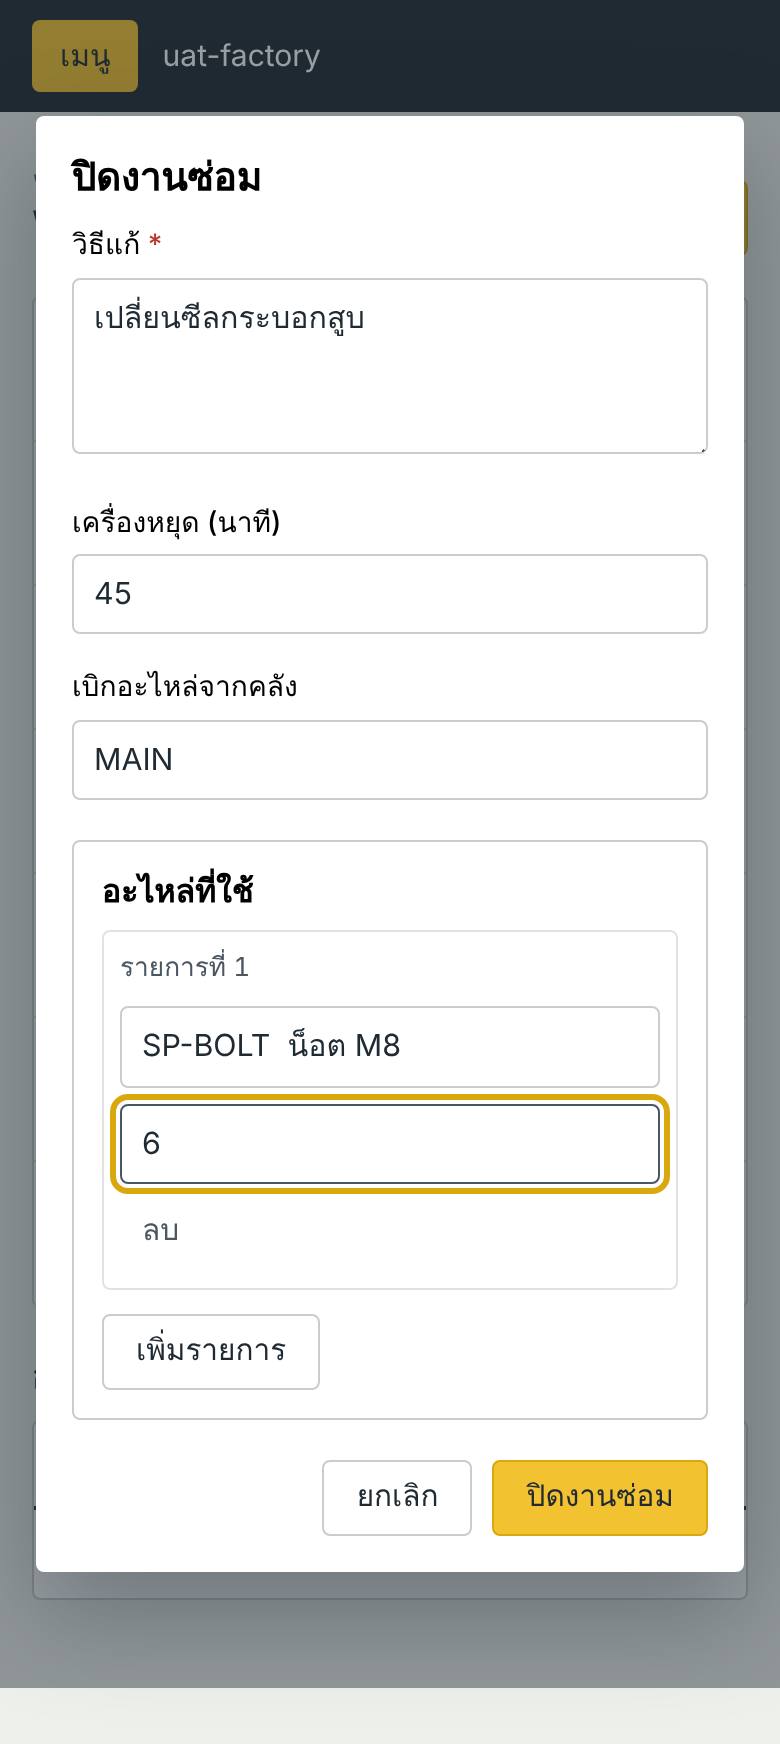 เมนู uat-factory
ปิดงานซ่อม
วิธีแก้ *
เปลี่ยนซีลกระบอกสูบ
เครื่องหยุด (นาที)
45
เบิกอะไหล่จากคลัง
MAIN
อะไหล่ที่ใช้
รายการที่ 1
SP-BOLT น็อต M8
6
ลบ
เพิ่มรายการ
ยกเลิก ปิดงานซ่อม